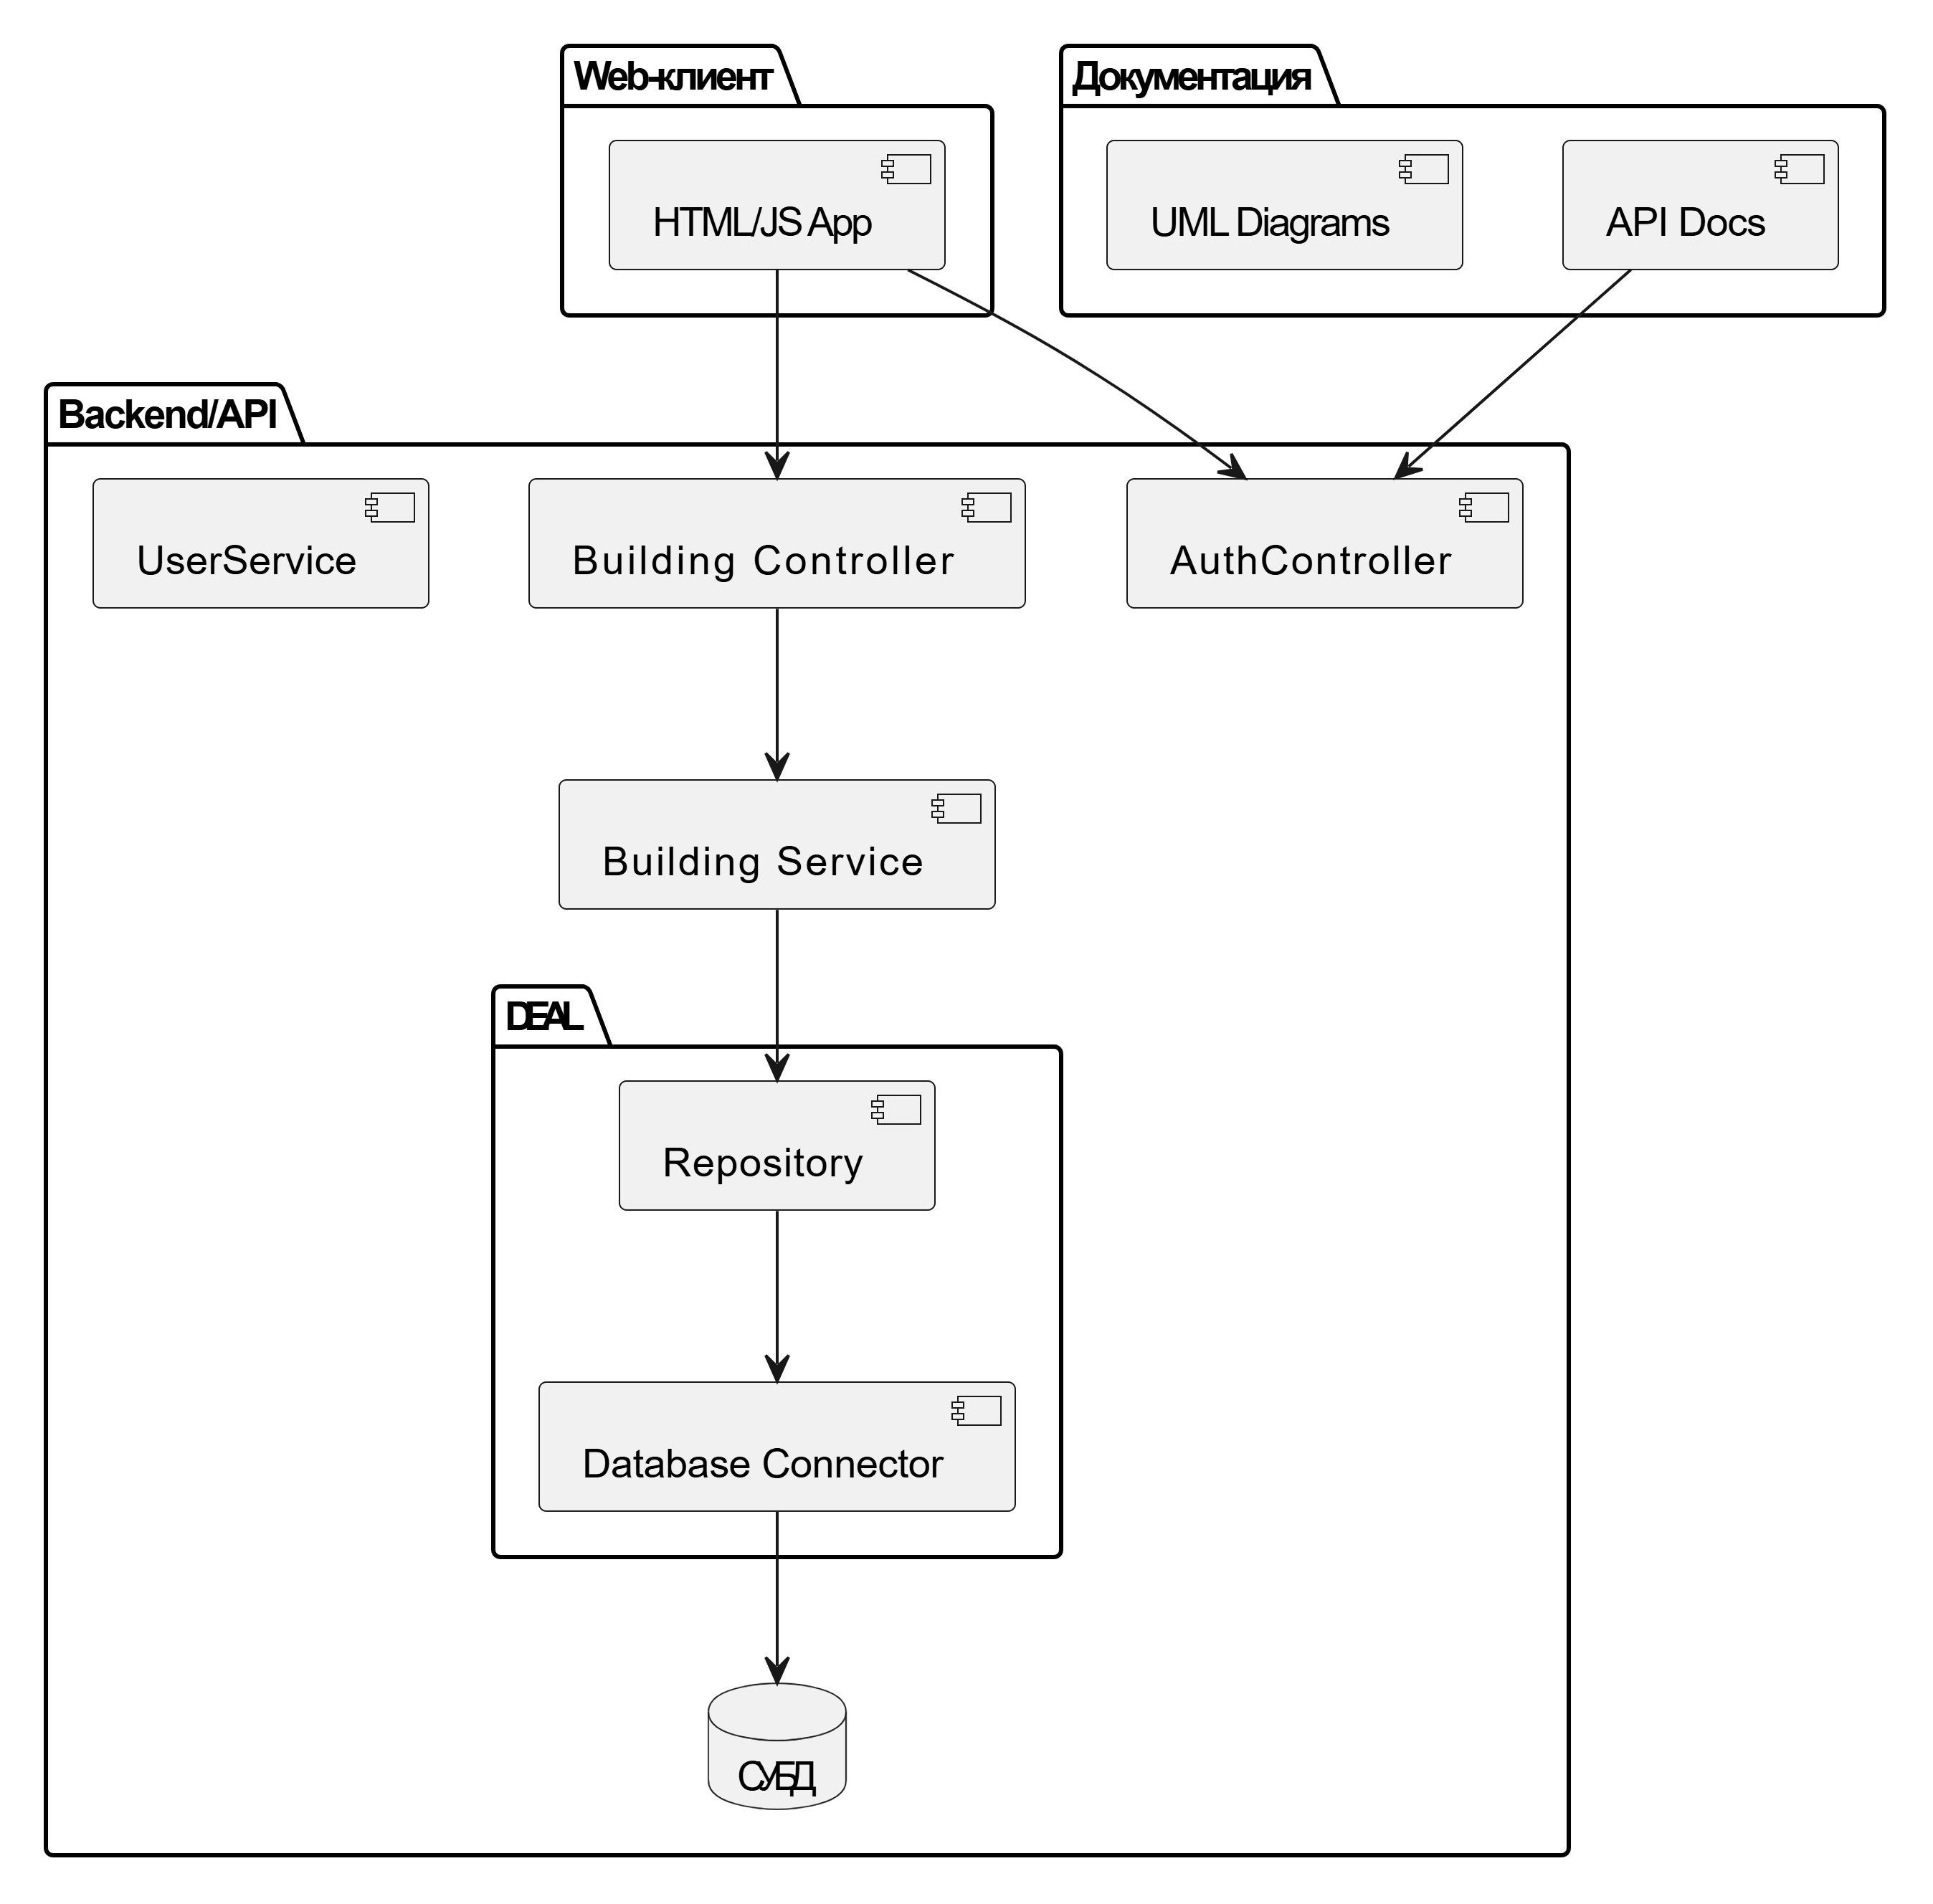 Web-клиент
Документация
HTML/JS App
UML Diagrams
API Docs
Backend/API
UserService
Building Controller
AuthController
Building Service
DEAL
Repository
Database Connector
СУБД